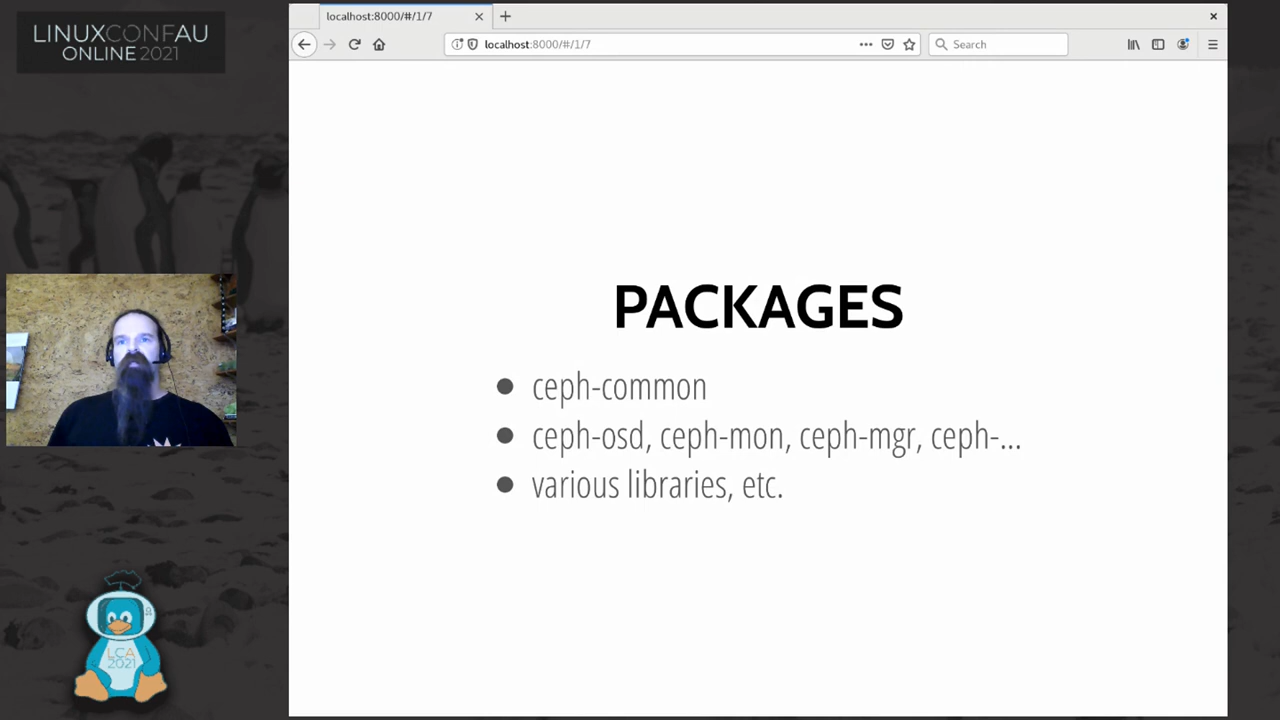 LINUXCONFAU
ONLINE 2021
localhost:8000/#/1/7
localhost:8000/#/1/7
Search
PACKAGES
ceph-common
ceph-osd, ceph-mon, ceph-mgr, ceph-...
various libraries, etc.
LCA
2021